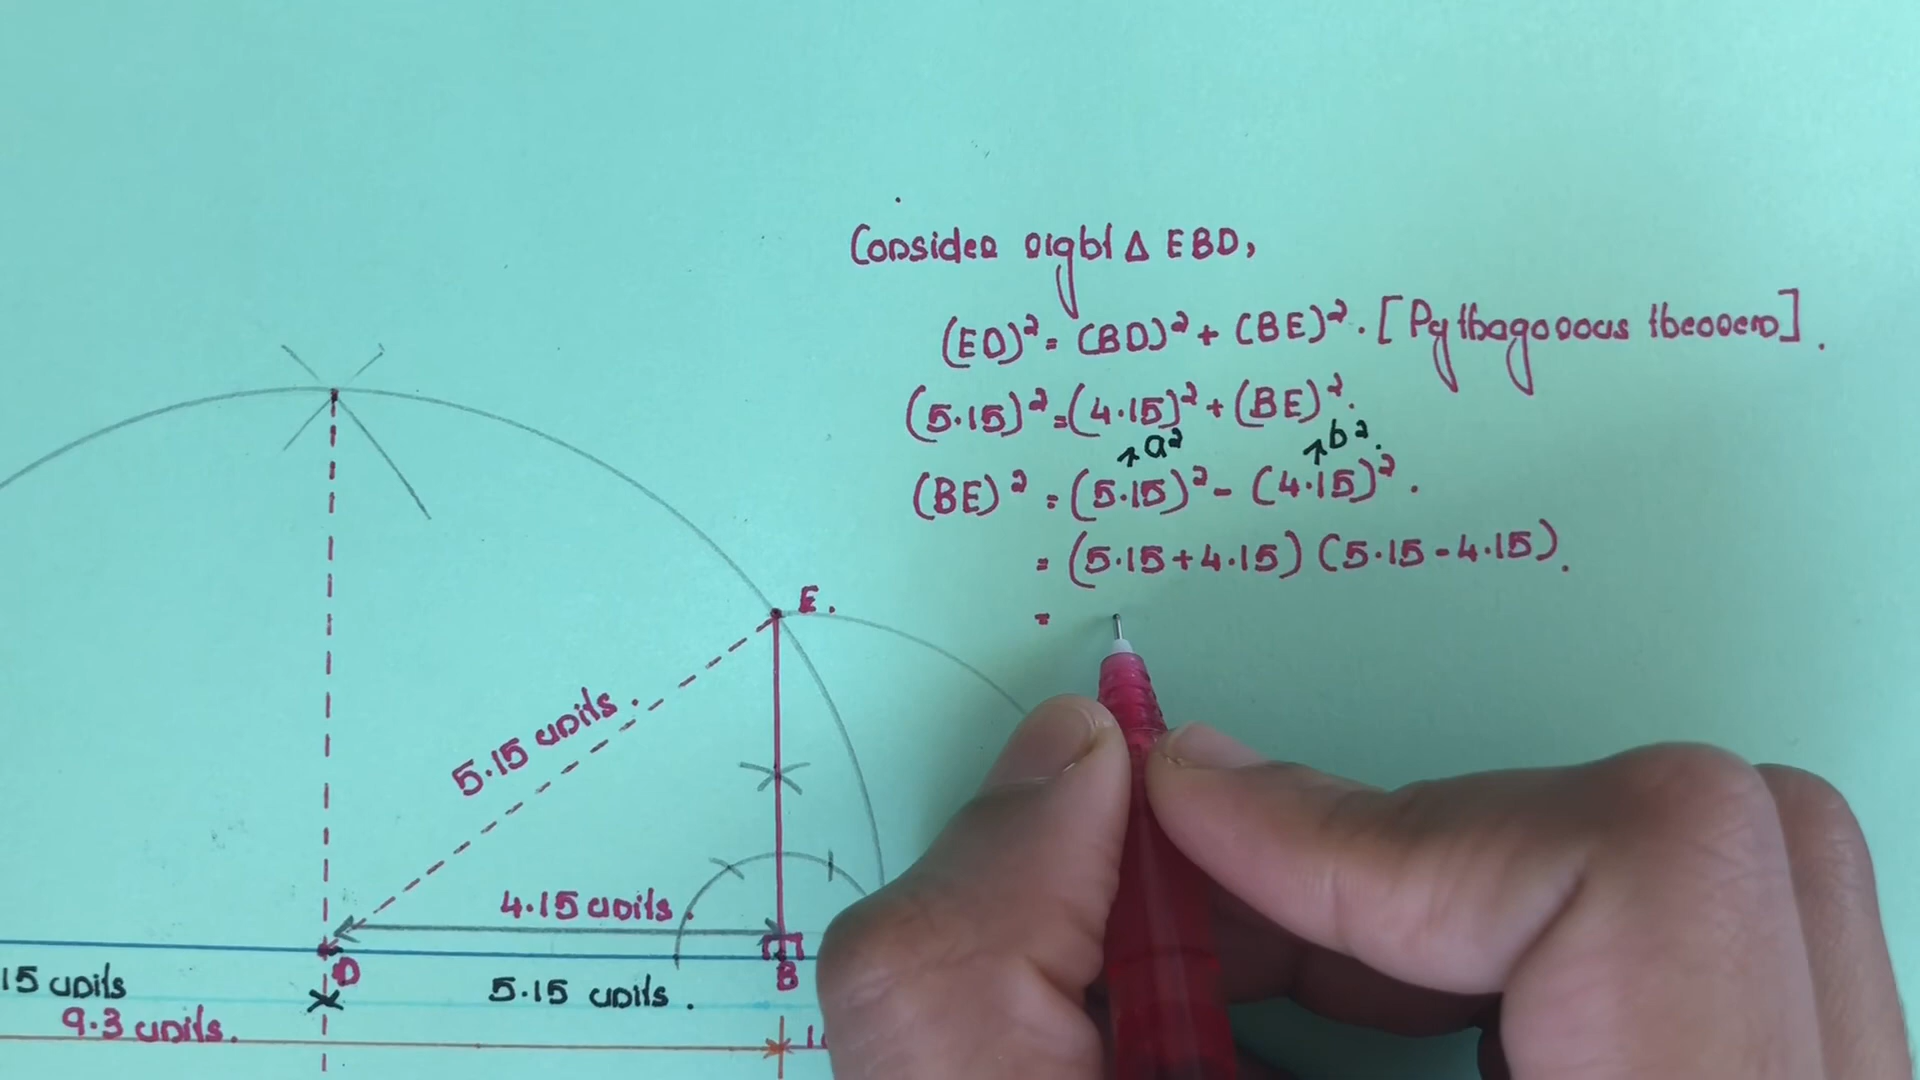 Consider right Δ EBD,
(ED)² = (BD)² + (BE)². [Pythagorous theorem].
(5.15)² = (4.15)² + (BE)².
↗a² ↗b².
(BE)² = (5.15)² - (4.15)².
= (5.15+4.15) (5.15-4.15).
=
E.
5.15 units.
4.15 units.
D
B
15 units
5.15 units.
9.3 units.